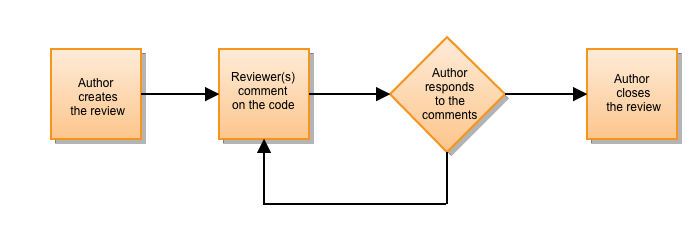 Author
creates
the review
Reviewer(s)
comment
on the code
Author
responds
to the
comments
Author
closes
the review